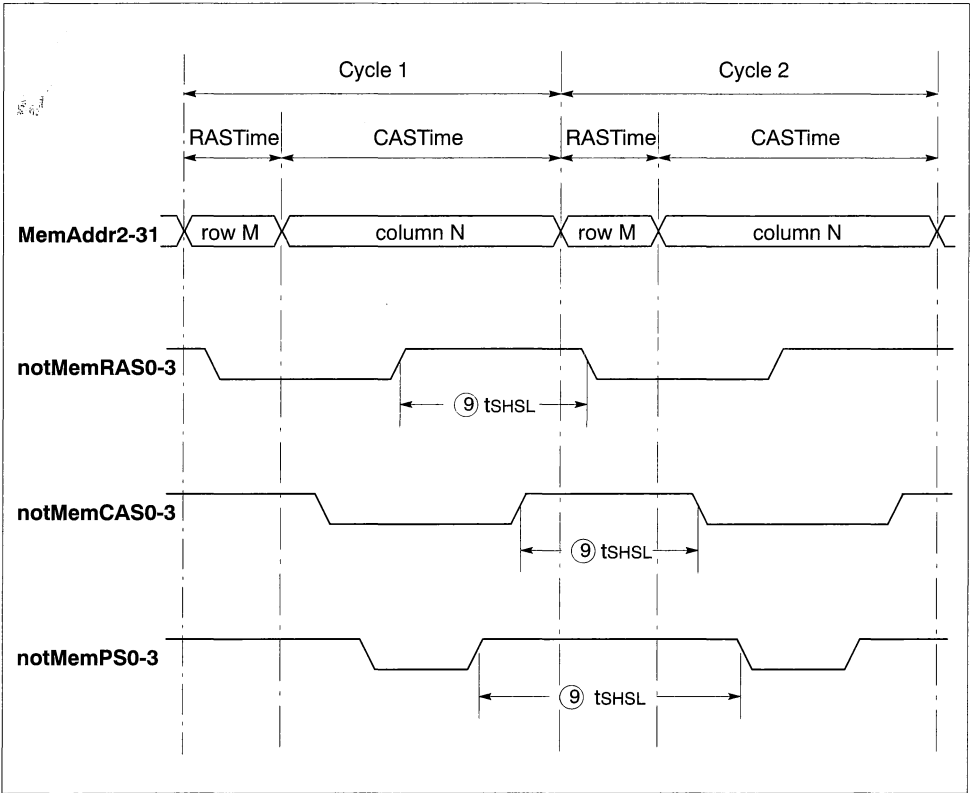 Cycle 1 Cycle 2
RASTime CASTime RASTime CASTime
MemAddr2-31 row M column N row M column N
notMemRAS0-3
9 tSHSL
notMemCAS0-3
9 tSHSL
notMemPS0-3
9 tSHSL